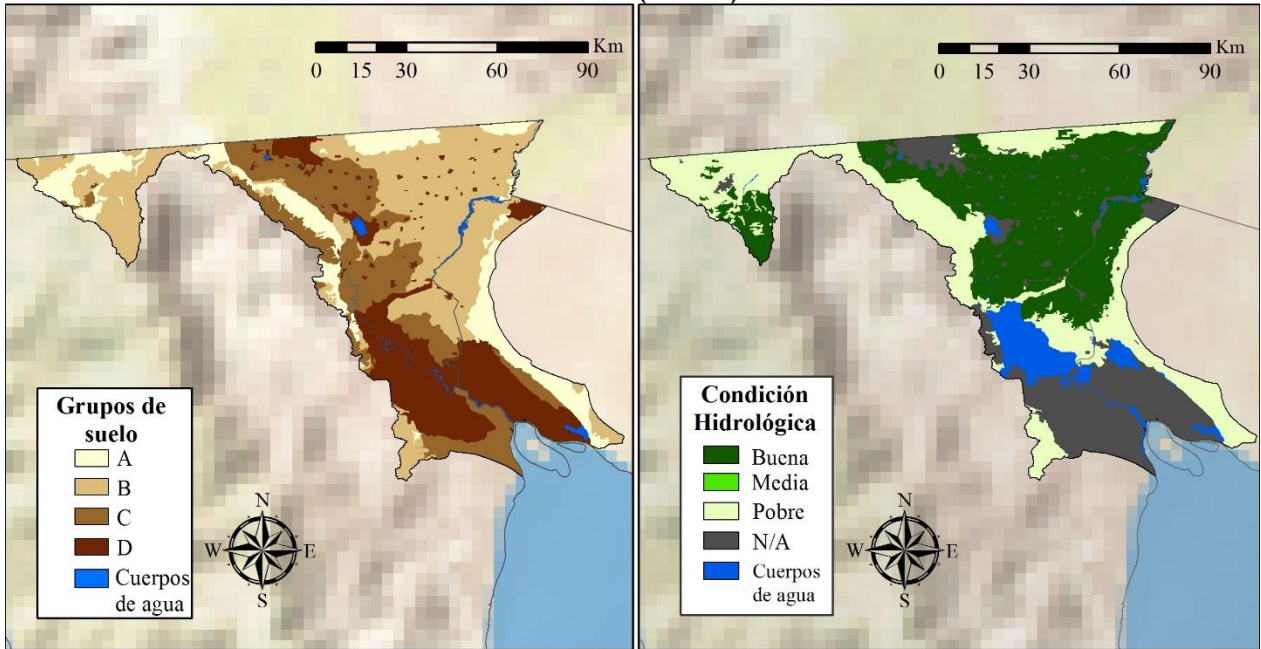 Km
0 15 30 60 90
Grupos de
suelo
A
B
C
D
Cuerpos
de agua
N
W E
S
Km
0 15 30 60 90
Condición
Hidrológica
Buena
Media
Pobre
N/A
Cuerpos
de agua
N
W E
S